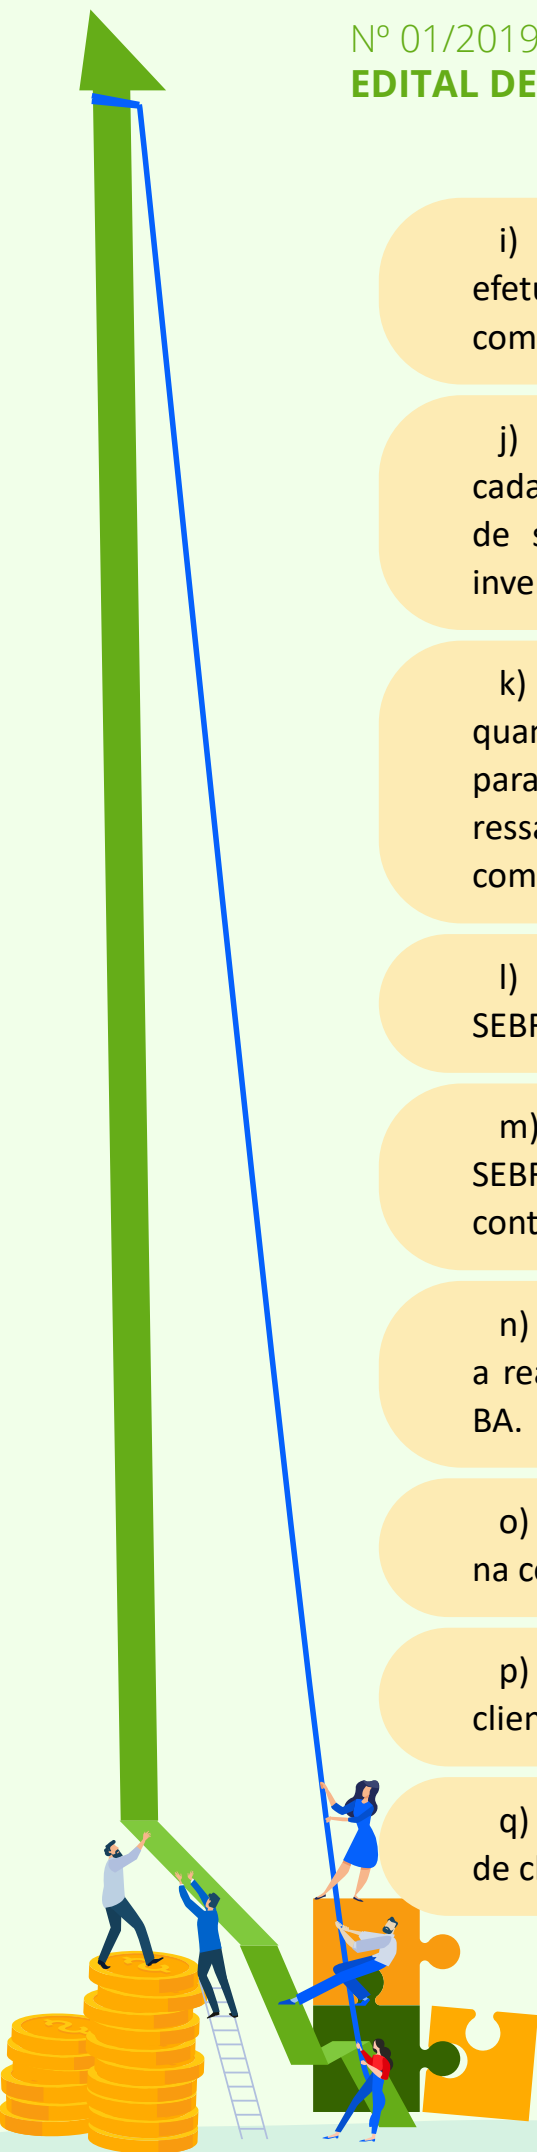 Nº 01/2019
EDITAL DE
i)
efetu
com
j)
cada
de s
inve
k)
quan
para
ressa
com
l)
SEBR
m)
SEBR
cont
n)
a rea
BA.
o)
na co
p)
clien
q)
de cl